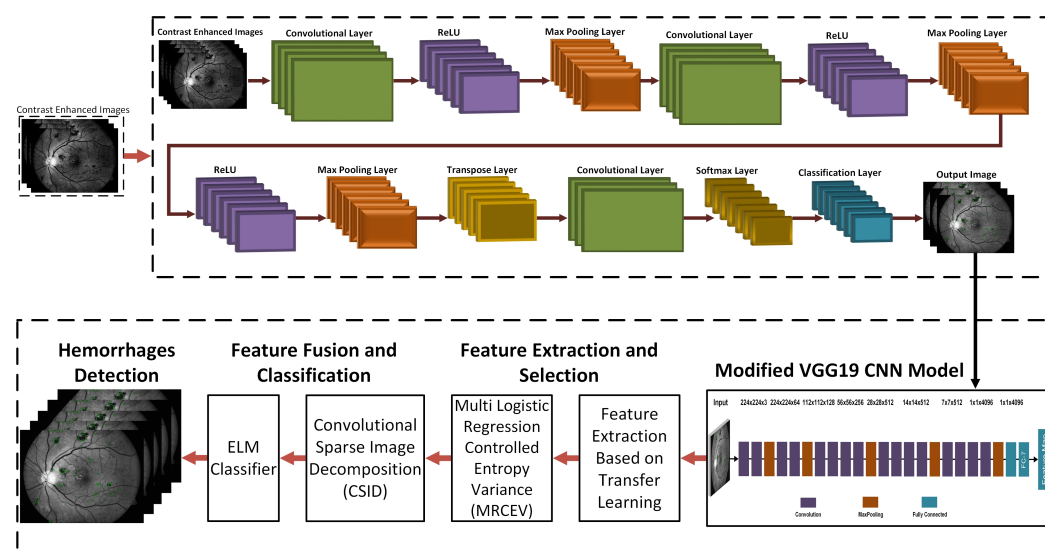 Contrast Enhanced Images
Contrast Enhanced Images
Convolutional Layer
ReLU
Max Pooling Layer
Convolutional Layer
ReLU
Max Pooling Layer
ReLU
Max Pooling Layer
Transpose Layer
Convolutional Layer
Softmax Layer
Classification Layer
Output Image
Hemorrhages
Detection
Feature Fusion and
Classification
Feature Extraction and
Selection
Modified VGG19 CNN Model
ELM
Classifier
Convolutional
Sparse Image
Decomposition
(CSID)
Multi Logistic
Regression
Controlled
Entropy
Variance
(MRCEV)
Feature
Extraction
Based on
Transfer
Learning
Input 224x224x3 224x224x64 112x112x128 56x56x256 28x28x512 14x14x512 7x7x512 1x1x4096 1x1x4096
FC-7
Feature Map
Convolution
MaxPooling
Fully Connected